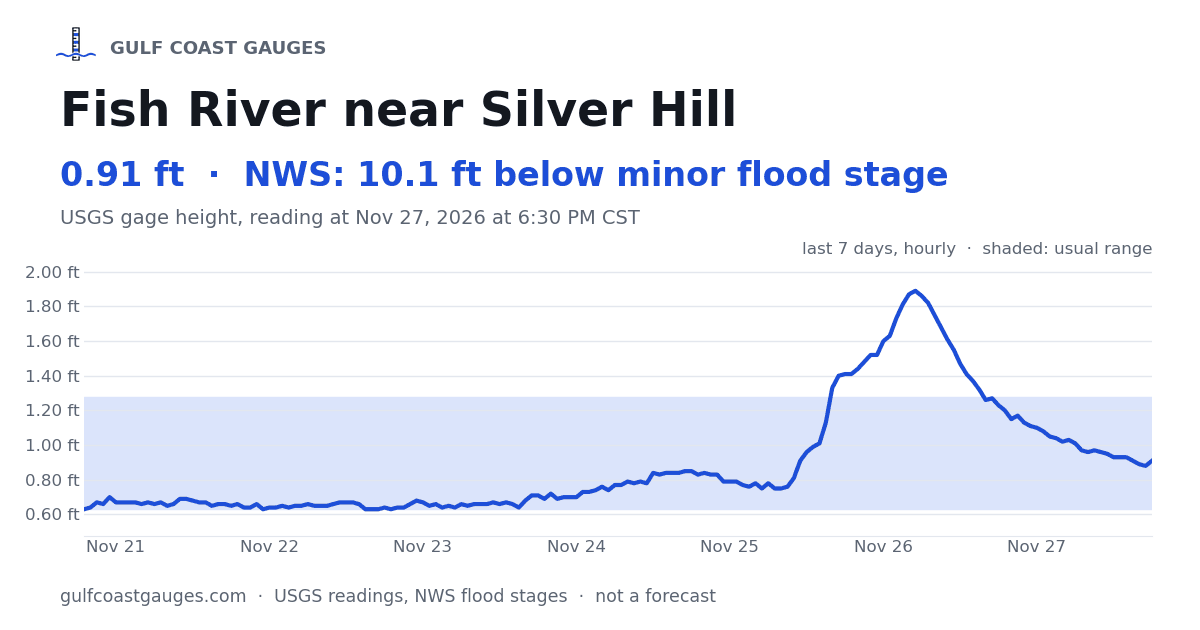 GULF COAST GAUGES
Fish River near Silver Hill
0.91 ft · NWS: 10.1 ft below minor flood stage
USGS gage height, reading at Nov 27, 2026 at 6:30 PM CST
last 7 days, hourly · shaded: usual range
2.00 ft
1.80 ft
1.60 ft
1.40 ft
1.20 ft
1.00 ft
0.80 ft
0.60 ft
Nov 21 Nov 22 Nov 23 Nov 24 Nov 25 Nov 26 Nov 27
gulfcoastgauges.com · USGS readings, NWS flood stages · not a forecast